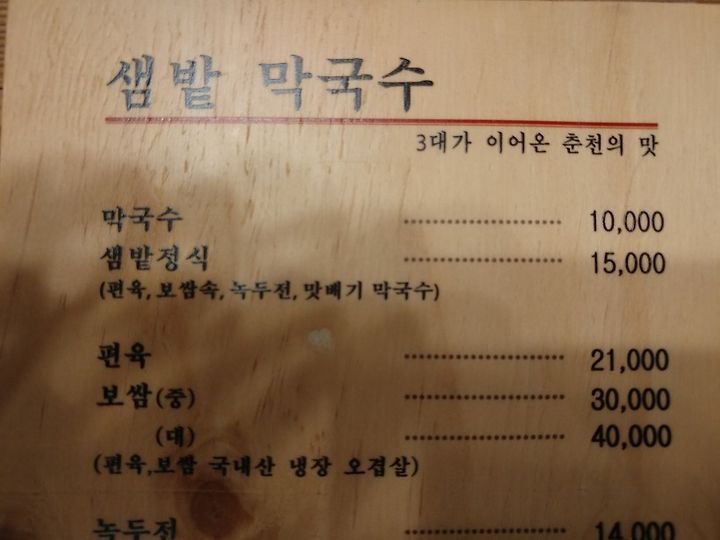 샘밭 막국수
3대가 이어온 춘천의 맛
막국수 10,000
샘밭정식 15,000
(편육, 보쌈속, 녹두전, 맛배기 막국수)
편육 21,000
보쌈(중) 30,000
(대) 40,000
(편육,보쌈 국내산 냉장 오겹살)
녹두전 14,000